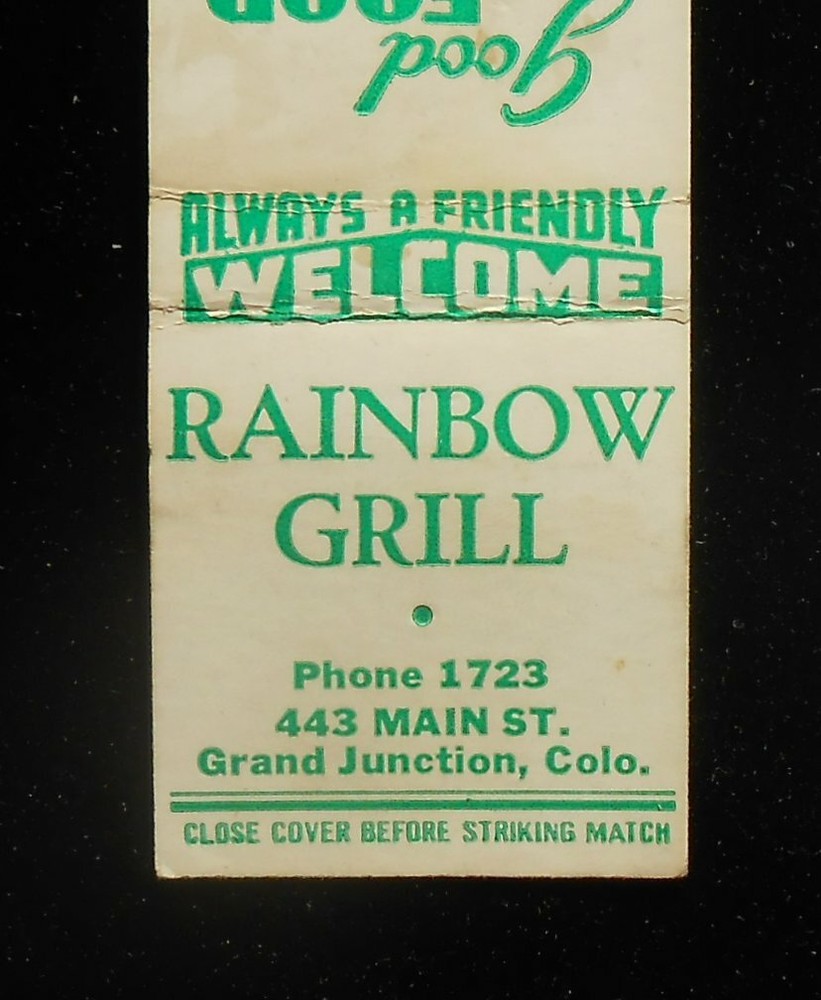 good
FOOD
ALWAYS A FRIENDLY
WELCOME
RAINBOW
GRILL
Phone 1723
443 MAIN ST.
Grand Junction, Colo.
CLOSE COVER BEFORE STRIKING MATCH